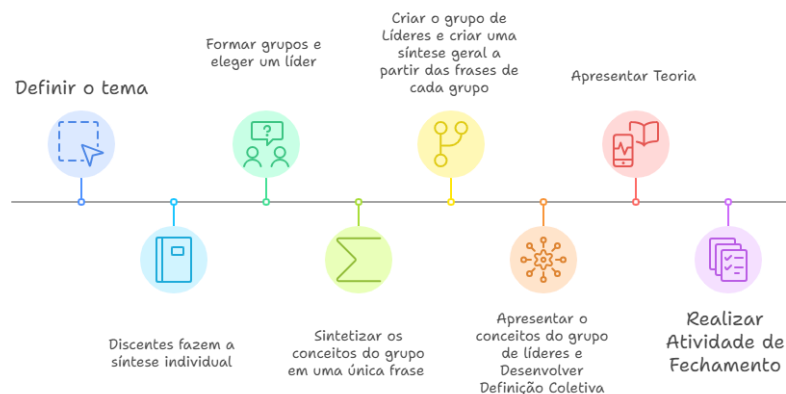 Definir o tema
Discentes fazem a
síntese individual
Formar grupos e
eleger um líder
?
Sintetizar os
conceitos do grupo
em uma única frase
Criar o grupo de
Líderes e criar uma
síntese geral a
partir das frases de
cada grupo
Apresentar o
conceitos do grupo
de líderes e
Desenvolver
Definição Coletiva
Apresentar Teoria
Realizar
Atividade de
Fechamento